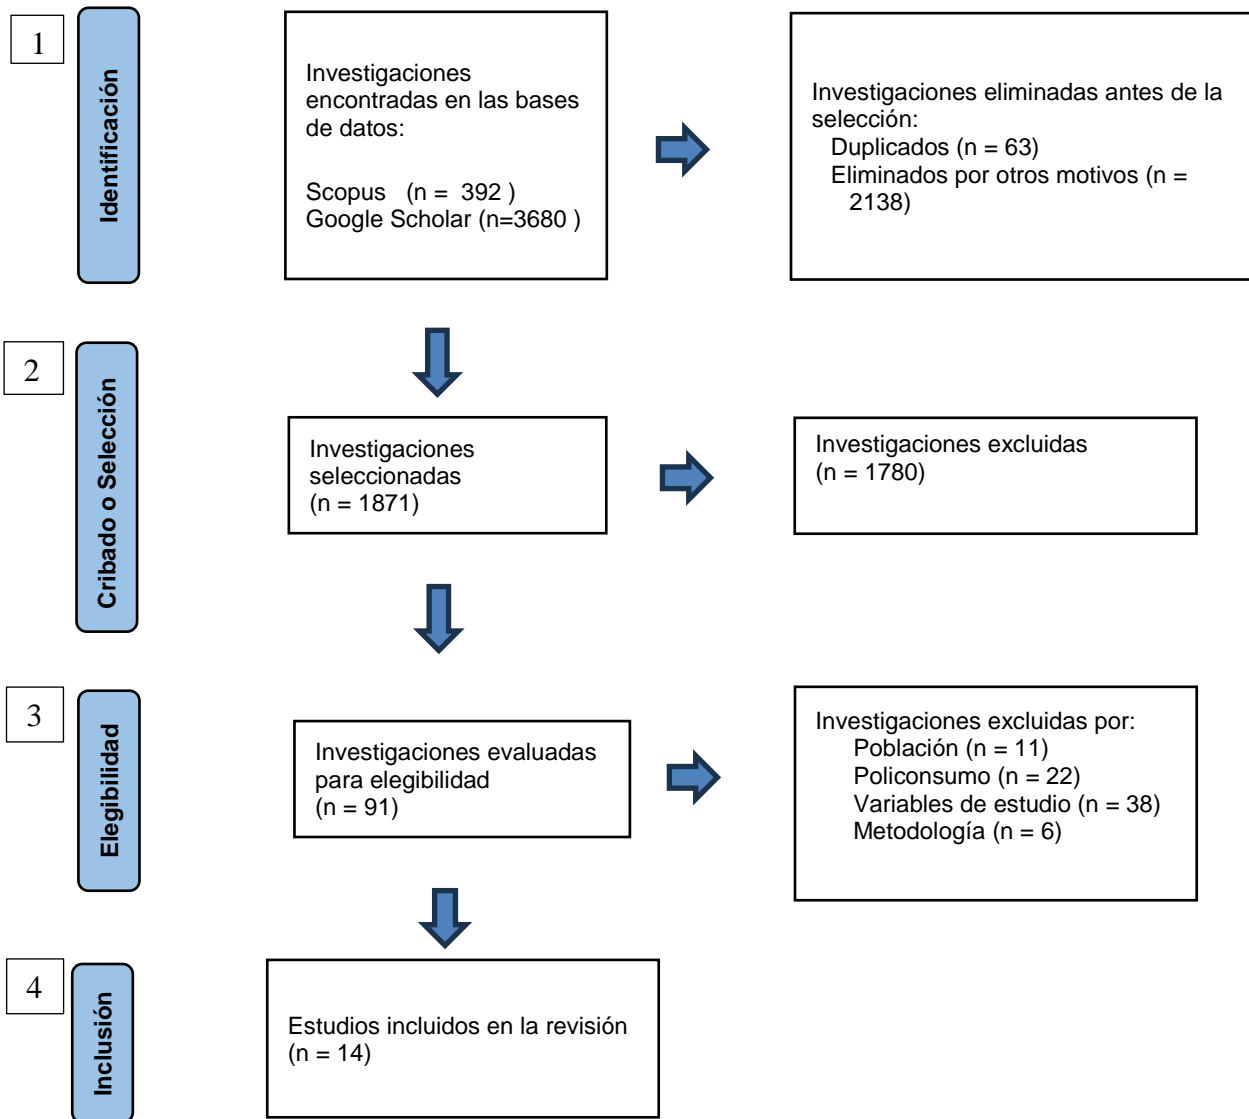 1
Identificación
Investigaciones
encontradas en las bases
de datos:
Scopus (n = 392 )
Google Scholar (n=3680 )
Investigaciones eliminadas antes de la
selección:
Duplicados (n = 63)
Eliminados por otros motivos (n =
2138)
2
Cribado o Selección
Investigaciones
seleccionadas
(n = 1871)
Investigaciones excluidas
(n = 1780)
3
Elegibilidad
Investigaciones evaluadas
para elegibilidad
(n = 91)
Investigaciones excluidas por:
Población (n = 11)
Policonsumo (n = 22)
Variables de estudio (n = 38)
Metodología (n = 6)
4
Inclusión
Estudios incluidos en la revisión
(n = 14)